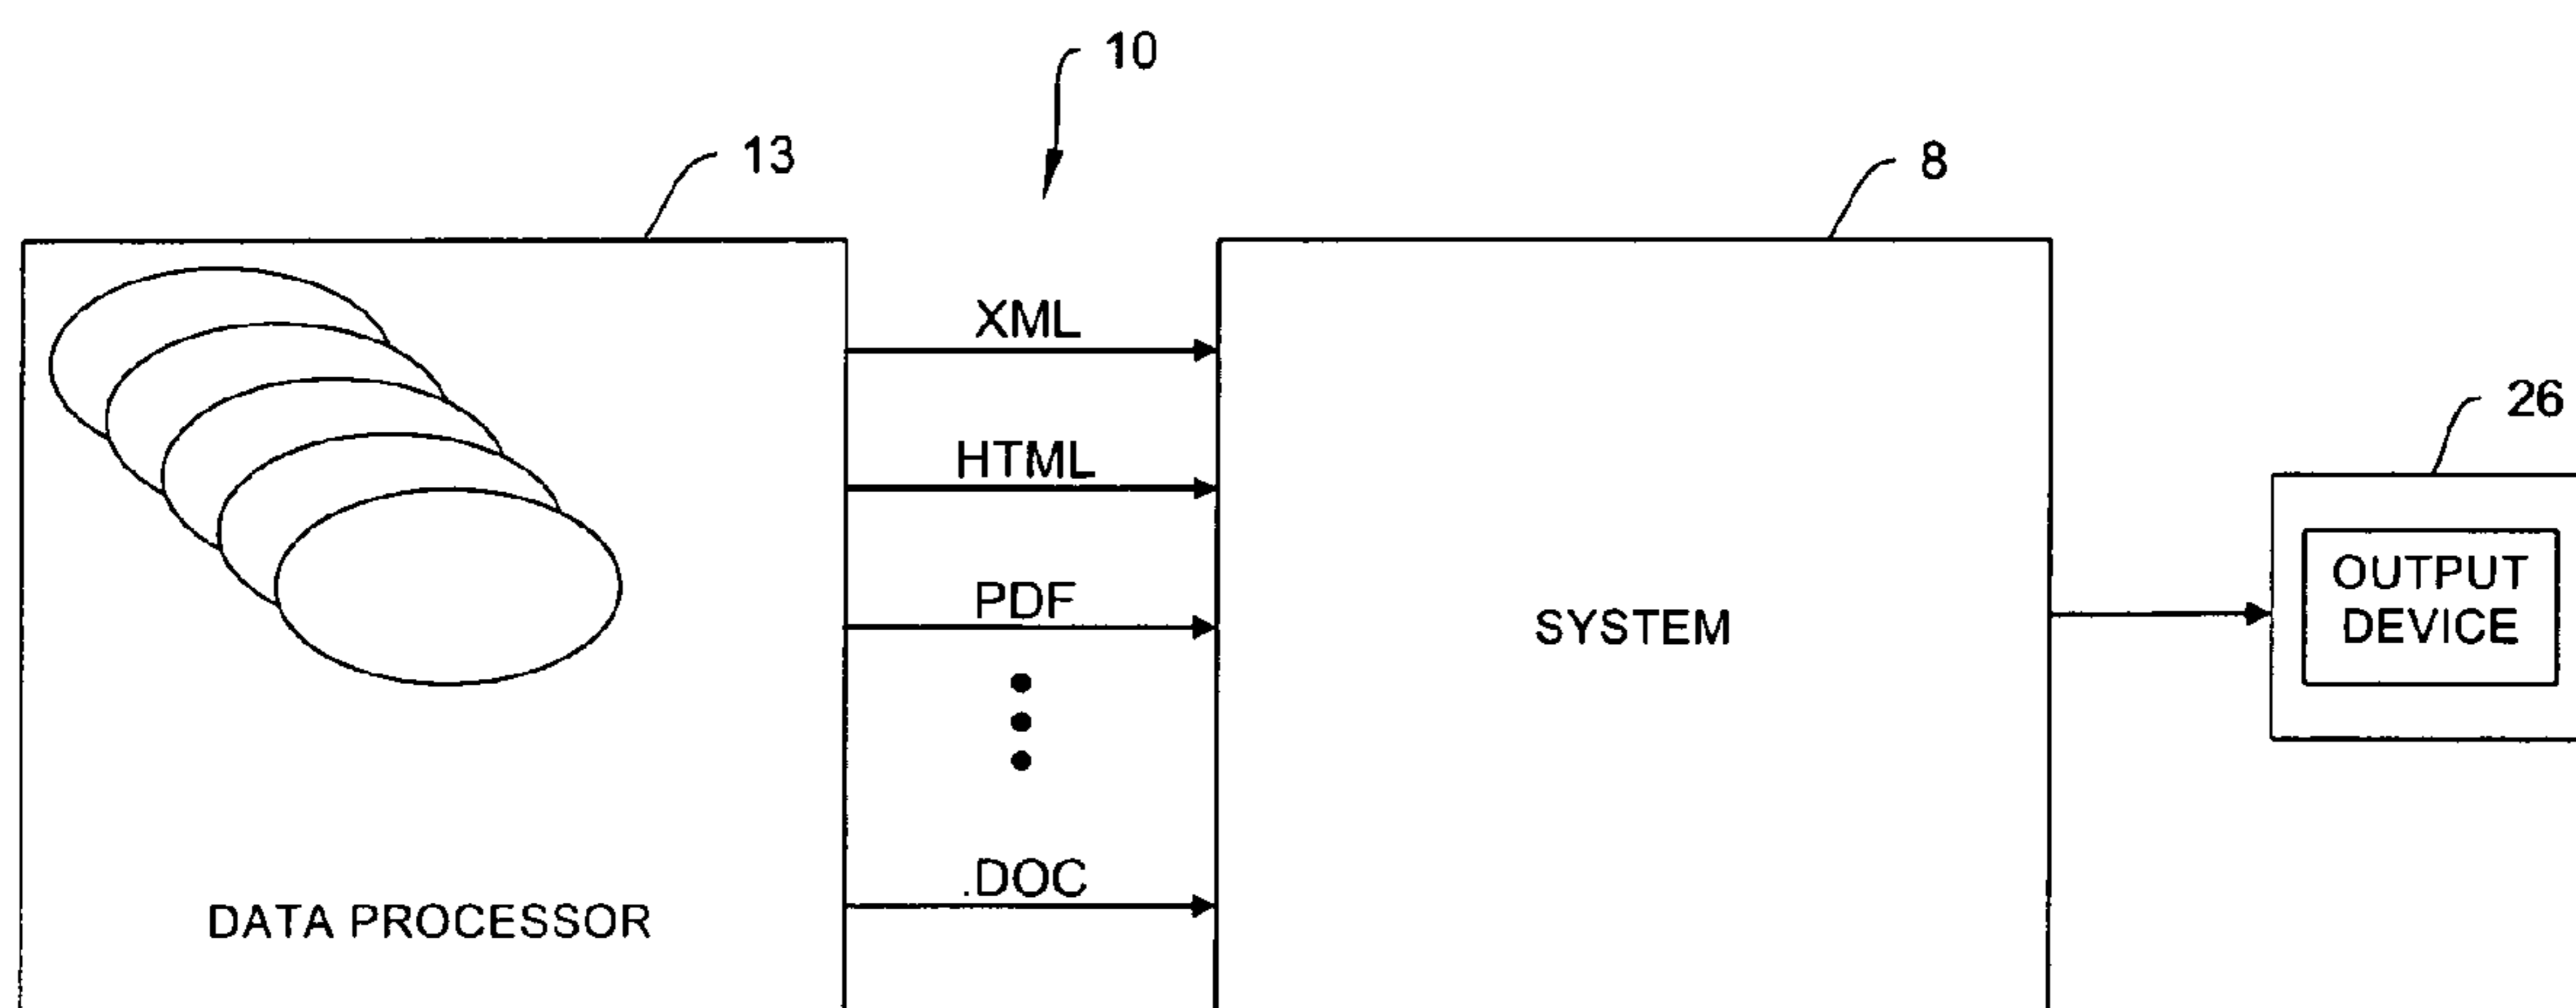 10
13
8
XML
26
HTML
OUTPUT
DEVICE
PDF
SYSTEM
.DOC
DATA PROCESSOR